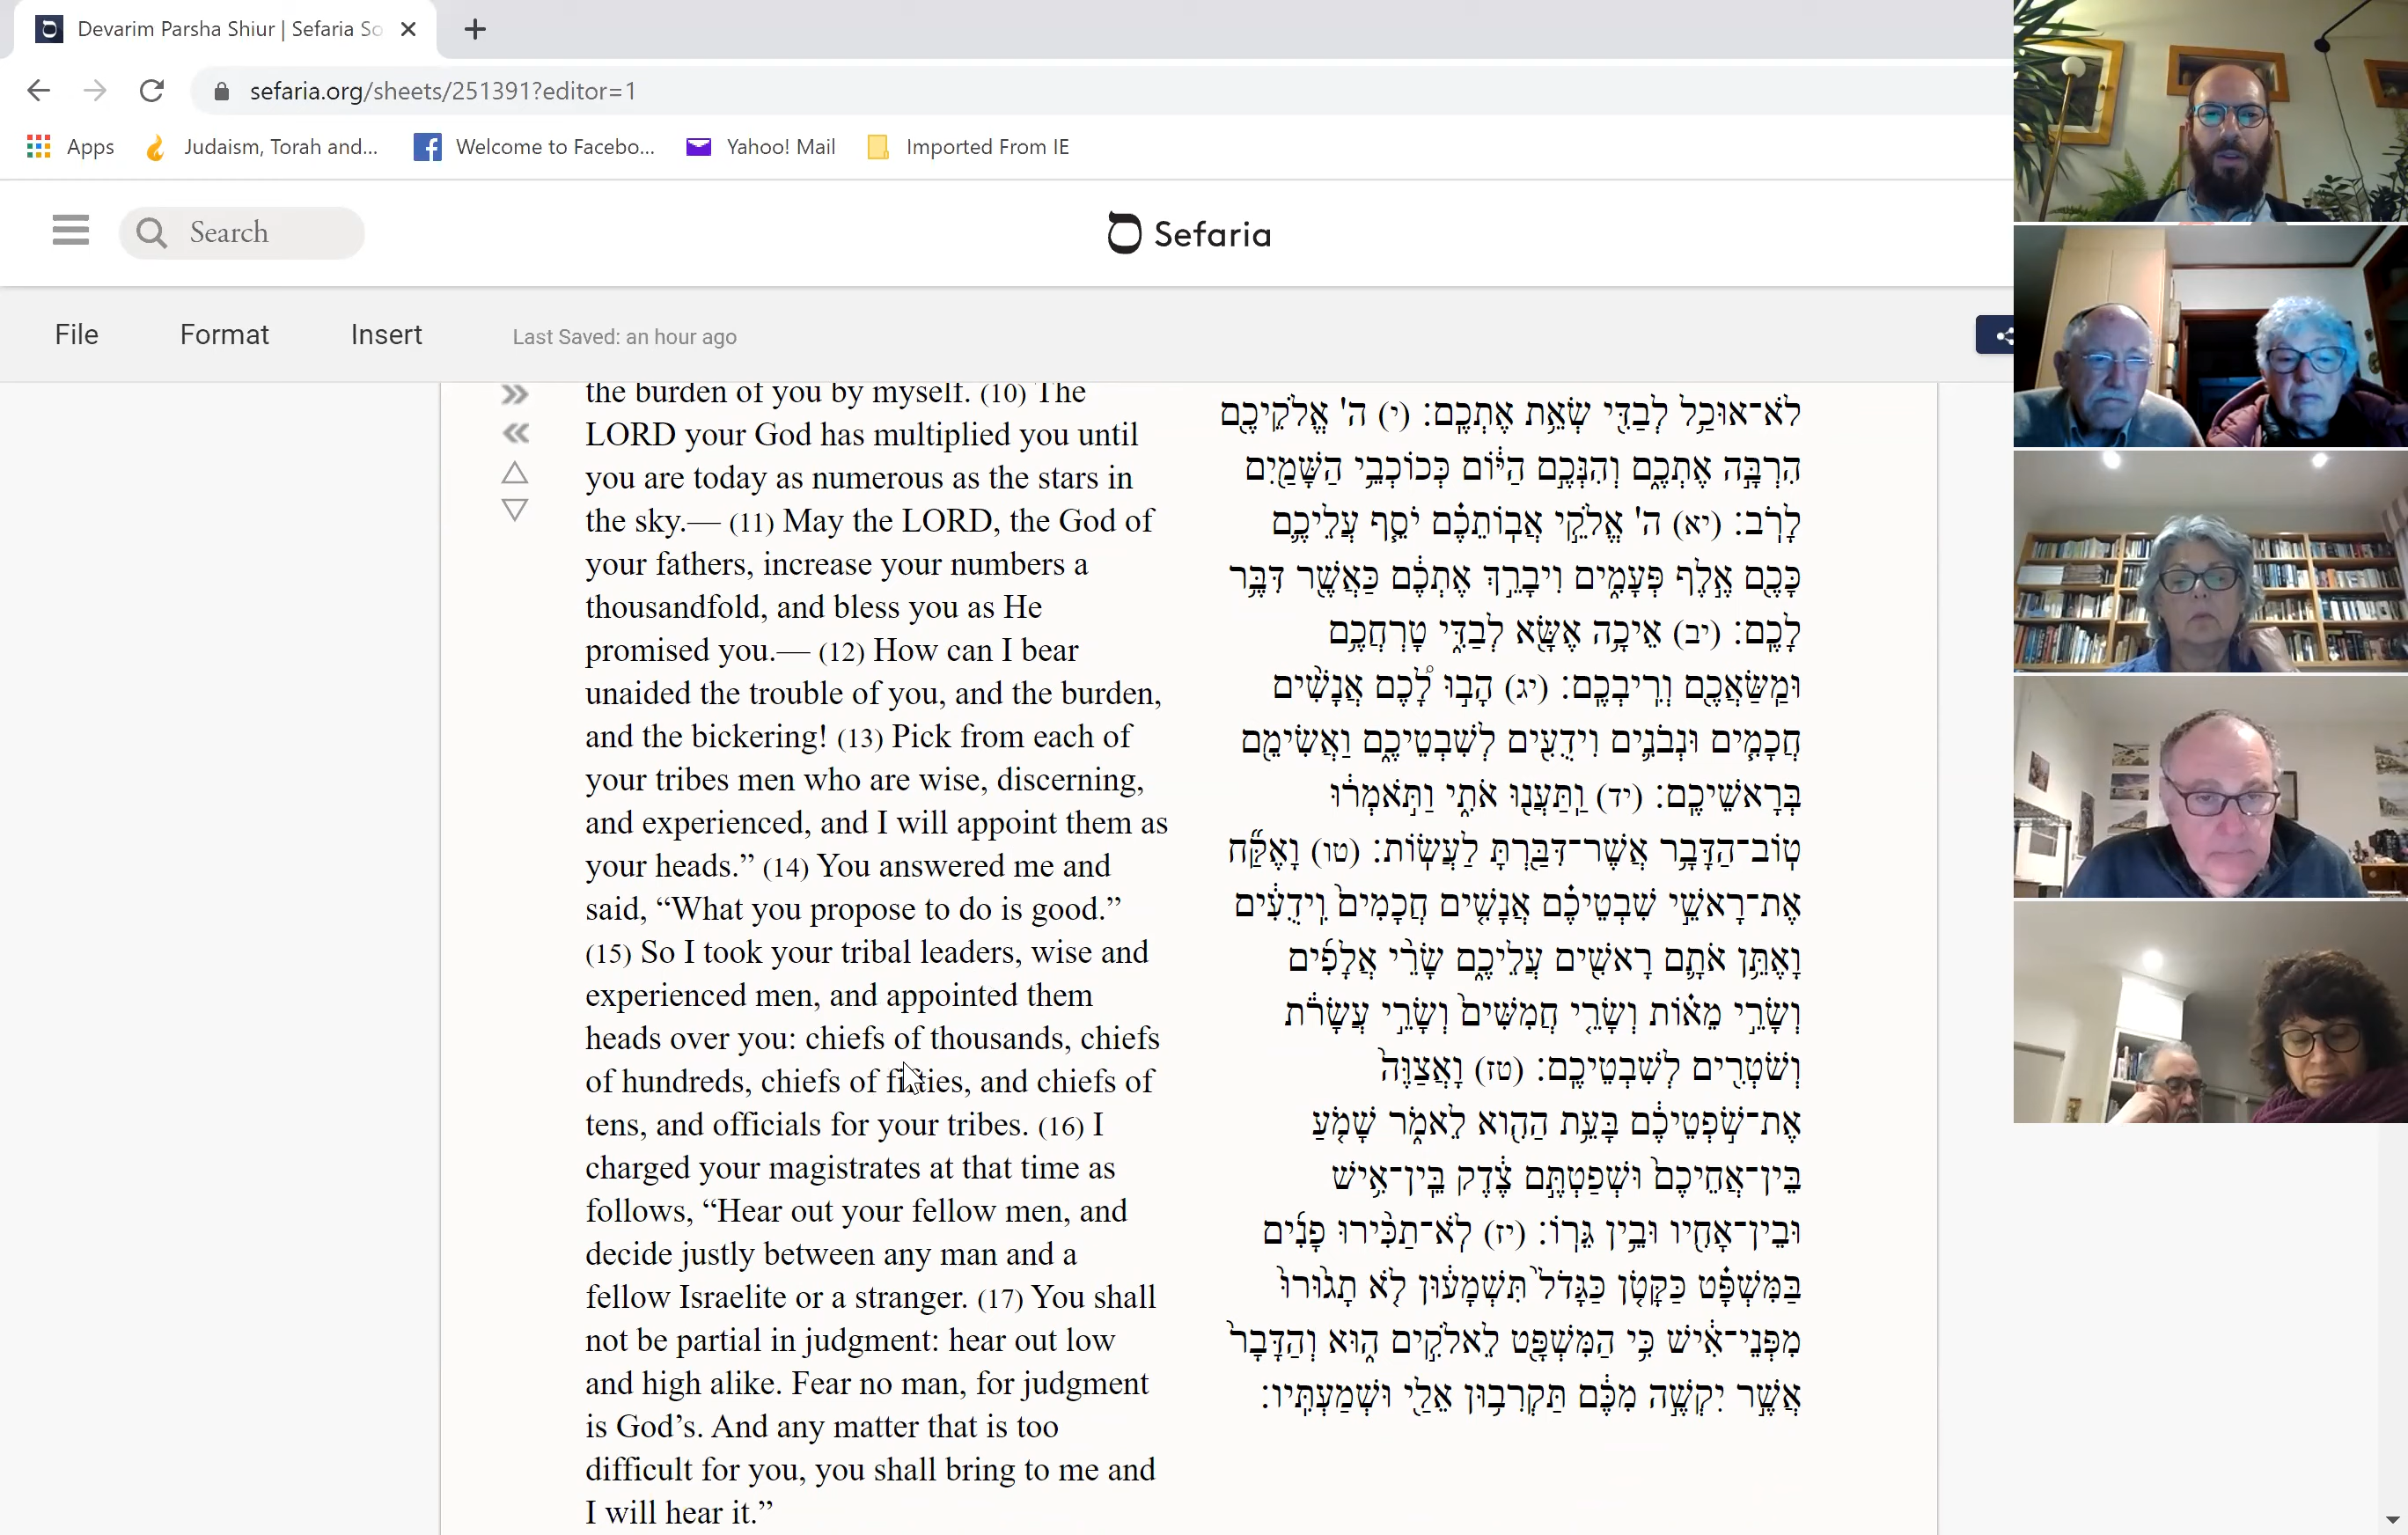 Devarim Parsha Shiur | Sefaria So
sefaria.org/sheets/251391?editor=1
Apps
Judaism, Torah and...
Welcome to Facebo...
Yahoo! Mail
Imported From IE
Search
Sefaria
File
Format
Insert
Last Saved: an hour ago
the burden of you by myself. (10) The
LORD your God has multiplied you until
you are today as numerous as the stars in
the sky.— (11) May the LORD, the God of
your fathers, increase your numbers a
thousandfold, and bless you as He
promised you.— (12) How can I bear
unaided the trouble of you, and the burden,
and the bickering! (13) Pick from each of
your tribes men who are wise, discerning,
and experienced, and I will appoint them as
your heads.” (14) You answered me and
said, “What you propose to do is good.”
(15) So I took your tribal leaders, wise and
experienced men, and appointed them
heads over you: chiefs of thousands, chiefs
of hundreds, chiefs of fifties, and chiefs of
tens, and officials for your tribes. (16) I
charged your magistrates at that time as
follows, “Hear out your fellow men, and
decide justly between any man and a
fellow Israelite or a stranger. (17) You shall
not be partial in judgment: hear out low
and high alike. Fear no man, for judgment
is God’s. And any matter that is too
difficult for you, you shall bring to me and
I will hear it.”
לֹא־אוּכַ֥ל לְבַדִּ֖י שְׂאֵ֥ת אֶתְכֶֽם׃ (י) ה' אֱלֹקֵיכֶ֖ם
הִרְבָּ֣ה אֶתְכֶ֑ם וְהִנְּכֶ֣ם הַיּ֔וֹם כְּכוֹכְבֵ֥י הַשָּׁמַ֖יִם
לָרֹֽב׃ (יא) ה' אֱלֹקֵ֣י אֲבֽוֹתֵכֶ֗ם יֹסֵ֧ף עֲלֵיכֶ֛ם
כָּכֶ֖ם אֶ֣לֶף פְּעָמִ֑ים וִיבָרֵ֣ךְ אֶתְכֶ֔ם כַּאֲשֶׁ֖ר דִּבֶּ֥ר
לָכֶֽם׃ (יב) אֵיכָ֥ה אֶשָּׂ֖א לְבַדִּ֑י טָרְחֲכֶ֥ם
וּמַֽשַּׂאֲכֶ֖ם וְרִֽיבְכֶֽם׃ (יג) הָב֣וּ לָ֠כֶם אֲנָשִׁ֨ים
חֲכָמִ֧ים וּנְבֹנִ֛ים וִידֻעִ֖ים לְשִׁבְטֵיכֶ֑ם וַאֲשִׂימֵ֖ם
בְּרָאשֵׁיכֶֽם׃ (יד) וַֽתַּעֲנ֖וּ אֹתִ֑י וַתֹּ֣אמְר֔וּ
טֽוֹב־הַדָּבָ֥ר אֲשֶׁר־דִּבַּ֖רְתָּ לַעֲשֽׂוֹת׃ (טו) וָאֶקַּ֞ח
אֶת־רָאשֵׁ֣י שִׁבְטֵיכֶ֗ם אֲנָשִׁ֤ים חֲכָמִים֙ וִֽידֻעִ֔ים
וָאֶתֵּ֥ן אֹתָ֛ם רָאשִׁ֖ים עֲלֵיכֶ֑ם שָׂרֵ֨י אֲלָפִ֜ים
וְשָׂרֵ֣י מֵא֗וֹת וְשָׂרֵ֤י חֲמִשִּׁים֙ וְשָׂרֵ֣י עֲשָׂרֹ֔ת
וְשֹׁטְרִ֖ים לְשִׁבְטֵיכֶֽם׃ (טז) וָאֲצַוֶּה֙
אֶת־שֹׁ֣פְטֵיכֶ֔ם בָּעֵ֥ת הַהִ֖וא לֵאמֹ֑ר שָׁמֹ֤עַ
בֵּין־אֲחֵיכֶם֙ וּשְׁפַטְתֶּ֣ם צֶ֔דֶק בֵּֽין־אִ֥ישׁ
וּבֵין־אָחִ֖יו וּבֵ֥ין גֵּרֽוֹ׃ (יז) לֹֽא־תַכִּ֨ירוּ פָנִ֜ים
בַּמִּשְׁפָּ֗ט כַּקָּטֹ֤ן כַּגָּדֹל֙ תִּשְׁמָע֔וּן לֹ֤א תָג֙וּרוּ֙
מִפְּנֵי־אִ֔ישׁ כִּ֥י הַמִּשְׁפָּ֖ט לֵאלֹקִ֣ים ה֑וּא וְהַדָּבָר֙
אֲשֶׁ֣ר יִקְשֶׁ֣ה מִכֶּ֔ם תַּקְרִב֥וּן אֵלַ֖י וּשְׁמַעְתִּֽיו׃